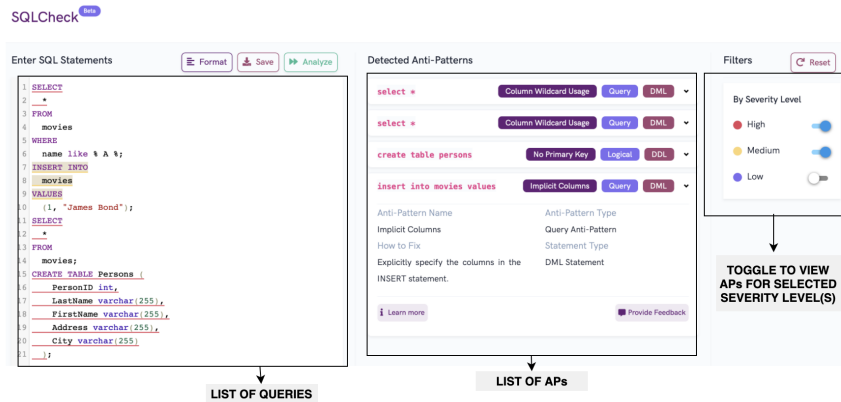 SQLCheck Beta
Enter SQL Statements
Format
Save
Analyze
1 SELECT
2 *
3 FROM
4 movies
5 WHERE
6 name like % A %;
7 INSERT INTO
8 movies
9 VALUES
10 (1, "James Bond");
11 SELECT
12 *
13 FROM
14 movies;
15 CREATE TABLE Persons (
16 PersonID int,
17 LastName varchar(255),
18 FirstName varchar(255),
19 Address varchar(255),
20 City varchar(255)
21 );
LIST OF QUERIES
Detected Anti-Patterns
select * Column Wildcard Usage Query DML
select * Column Wildcard Usage Query DML
create table persons No Primary Key Logical DDL
insert into movies values Implicit Columns Query DML
Anti-Pattern Name Anti-Pattern Type
Implicit Columns Query Anti-Pattern
How to Fix Statement Type
Explicitly specify the columns in the DML Statement
INSERT statement.
Learn more Provide Feedback
LIST OF APs
Filters
Reset
By Severity Level
High
Medium
Low
TOGGLE TO VIEW
APs FOR SELECTED
SEVERITY LEVEL(S)